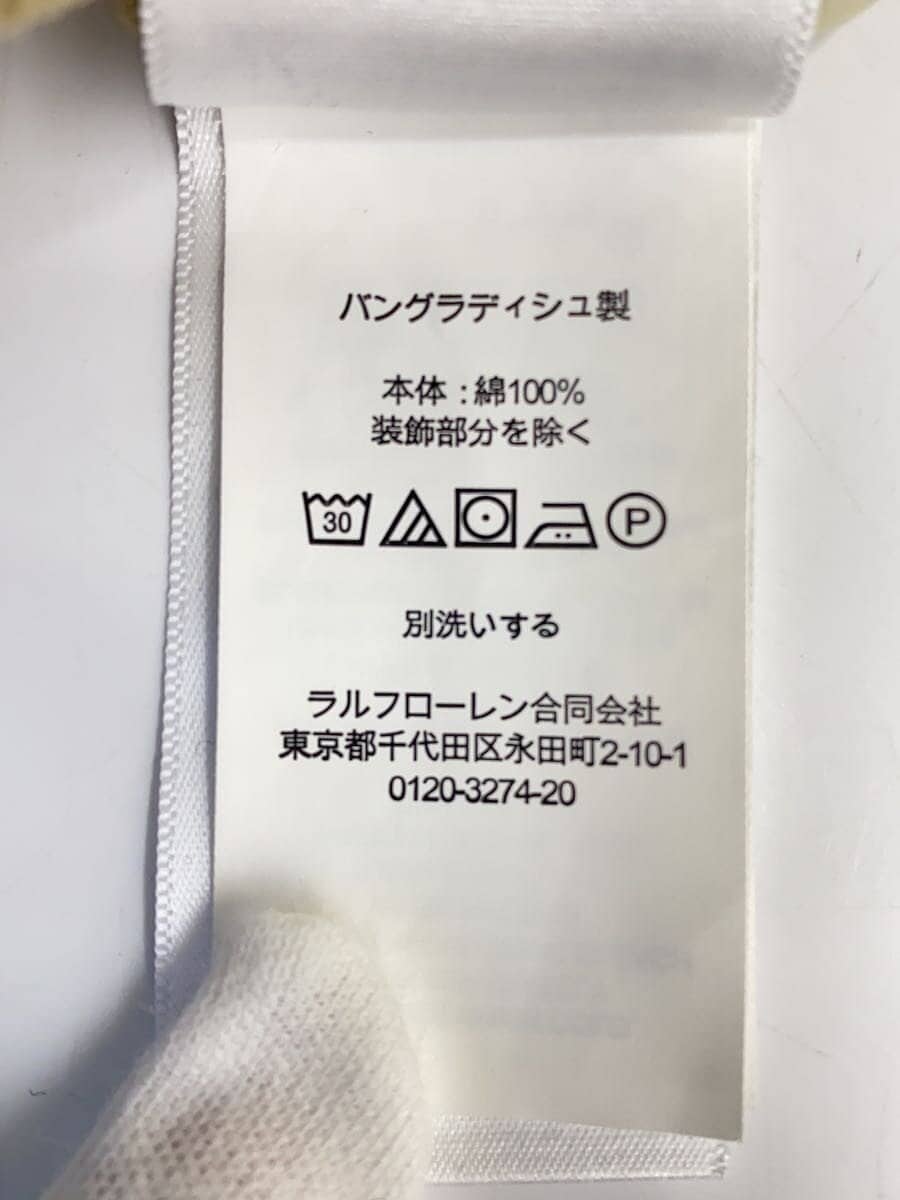 バングラディシュ製
本体 : 綿100%
装飾部分を除く
30
P
別洗いする
ラルフローレン合同会社
東京都千代田区永田町2-10-1
0120-3274-20